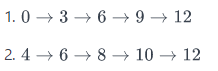 1. 0 → 3 → 6 → 9 → 12
2. 4 → 6 → 8 → 10 → 12